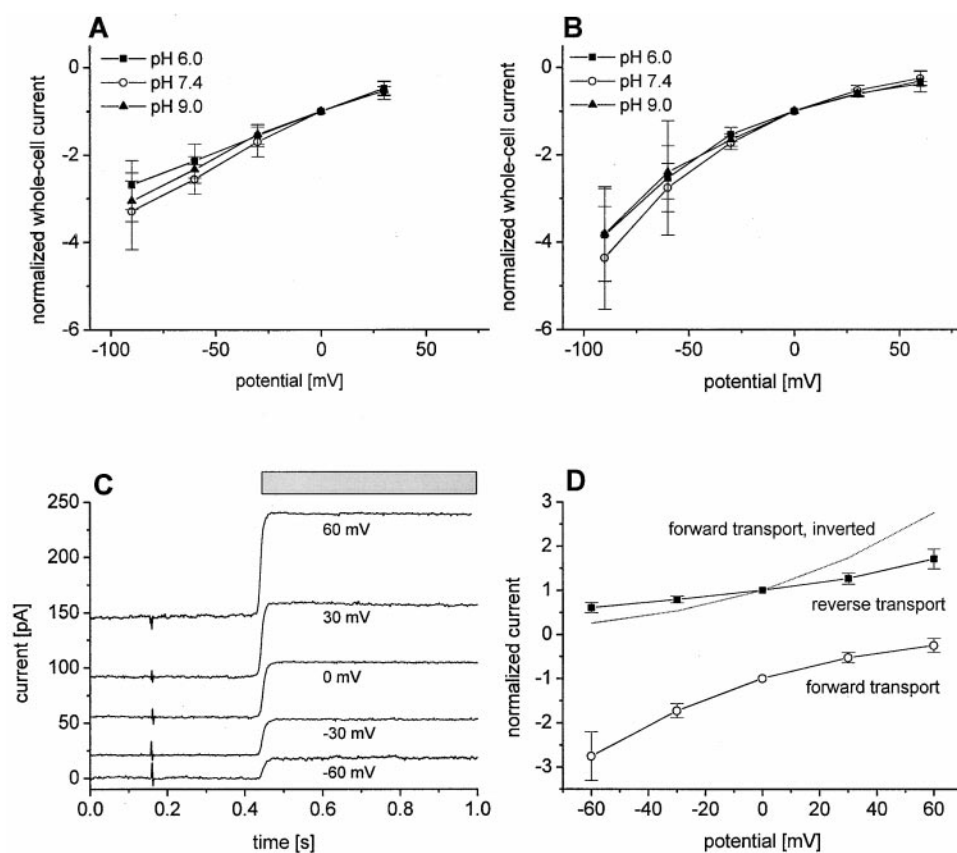 A
pH 6.0
pH 7.4
pH 9.0
0
-2
-4
-6
-100
-50
0
50
normalized whole-cell current
potential [mV]
B
pH 6.0
pH 7.4
pH 9.0
0
-2
-4
-6
-100
-50
0
50
normalized whole-cell current
potential [mV]
C
250
200
150
100
50
0
60 mV
30 mV
0 mV
-30 mV
-60 mV
0.0
0.2
0.4
0.6
0.8
1.0
current [pA]
time [s]
D
3
2
1
0
-1
-2
-3
forward transport, inverted
reverse transport
forward transport
-60
-40
-20
0
20
40
60
normalized current
potential [mV]